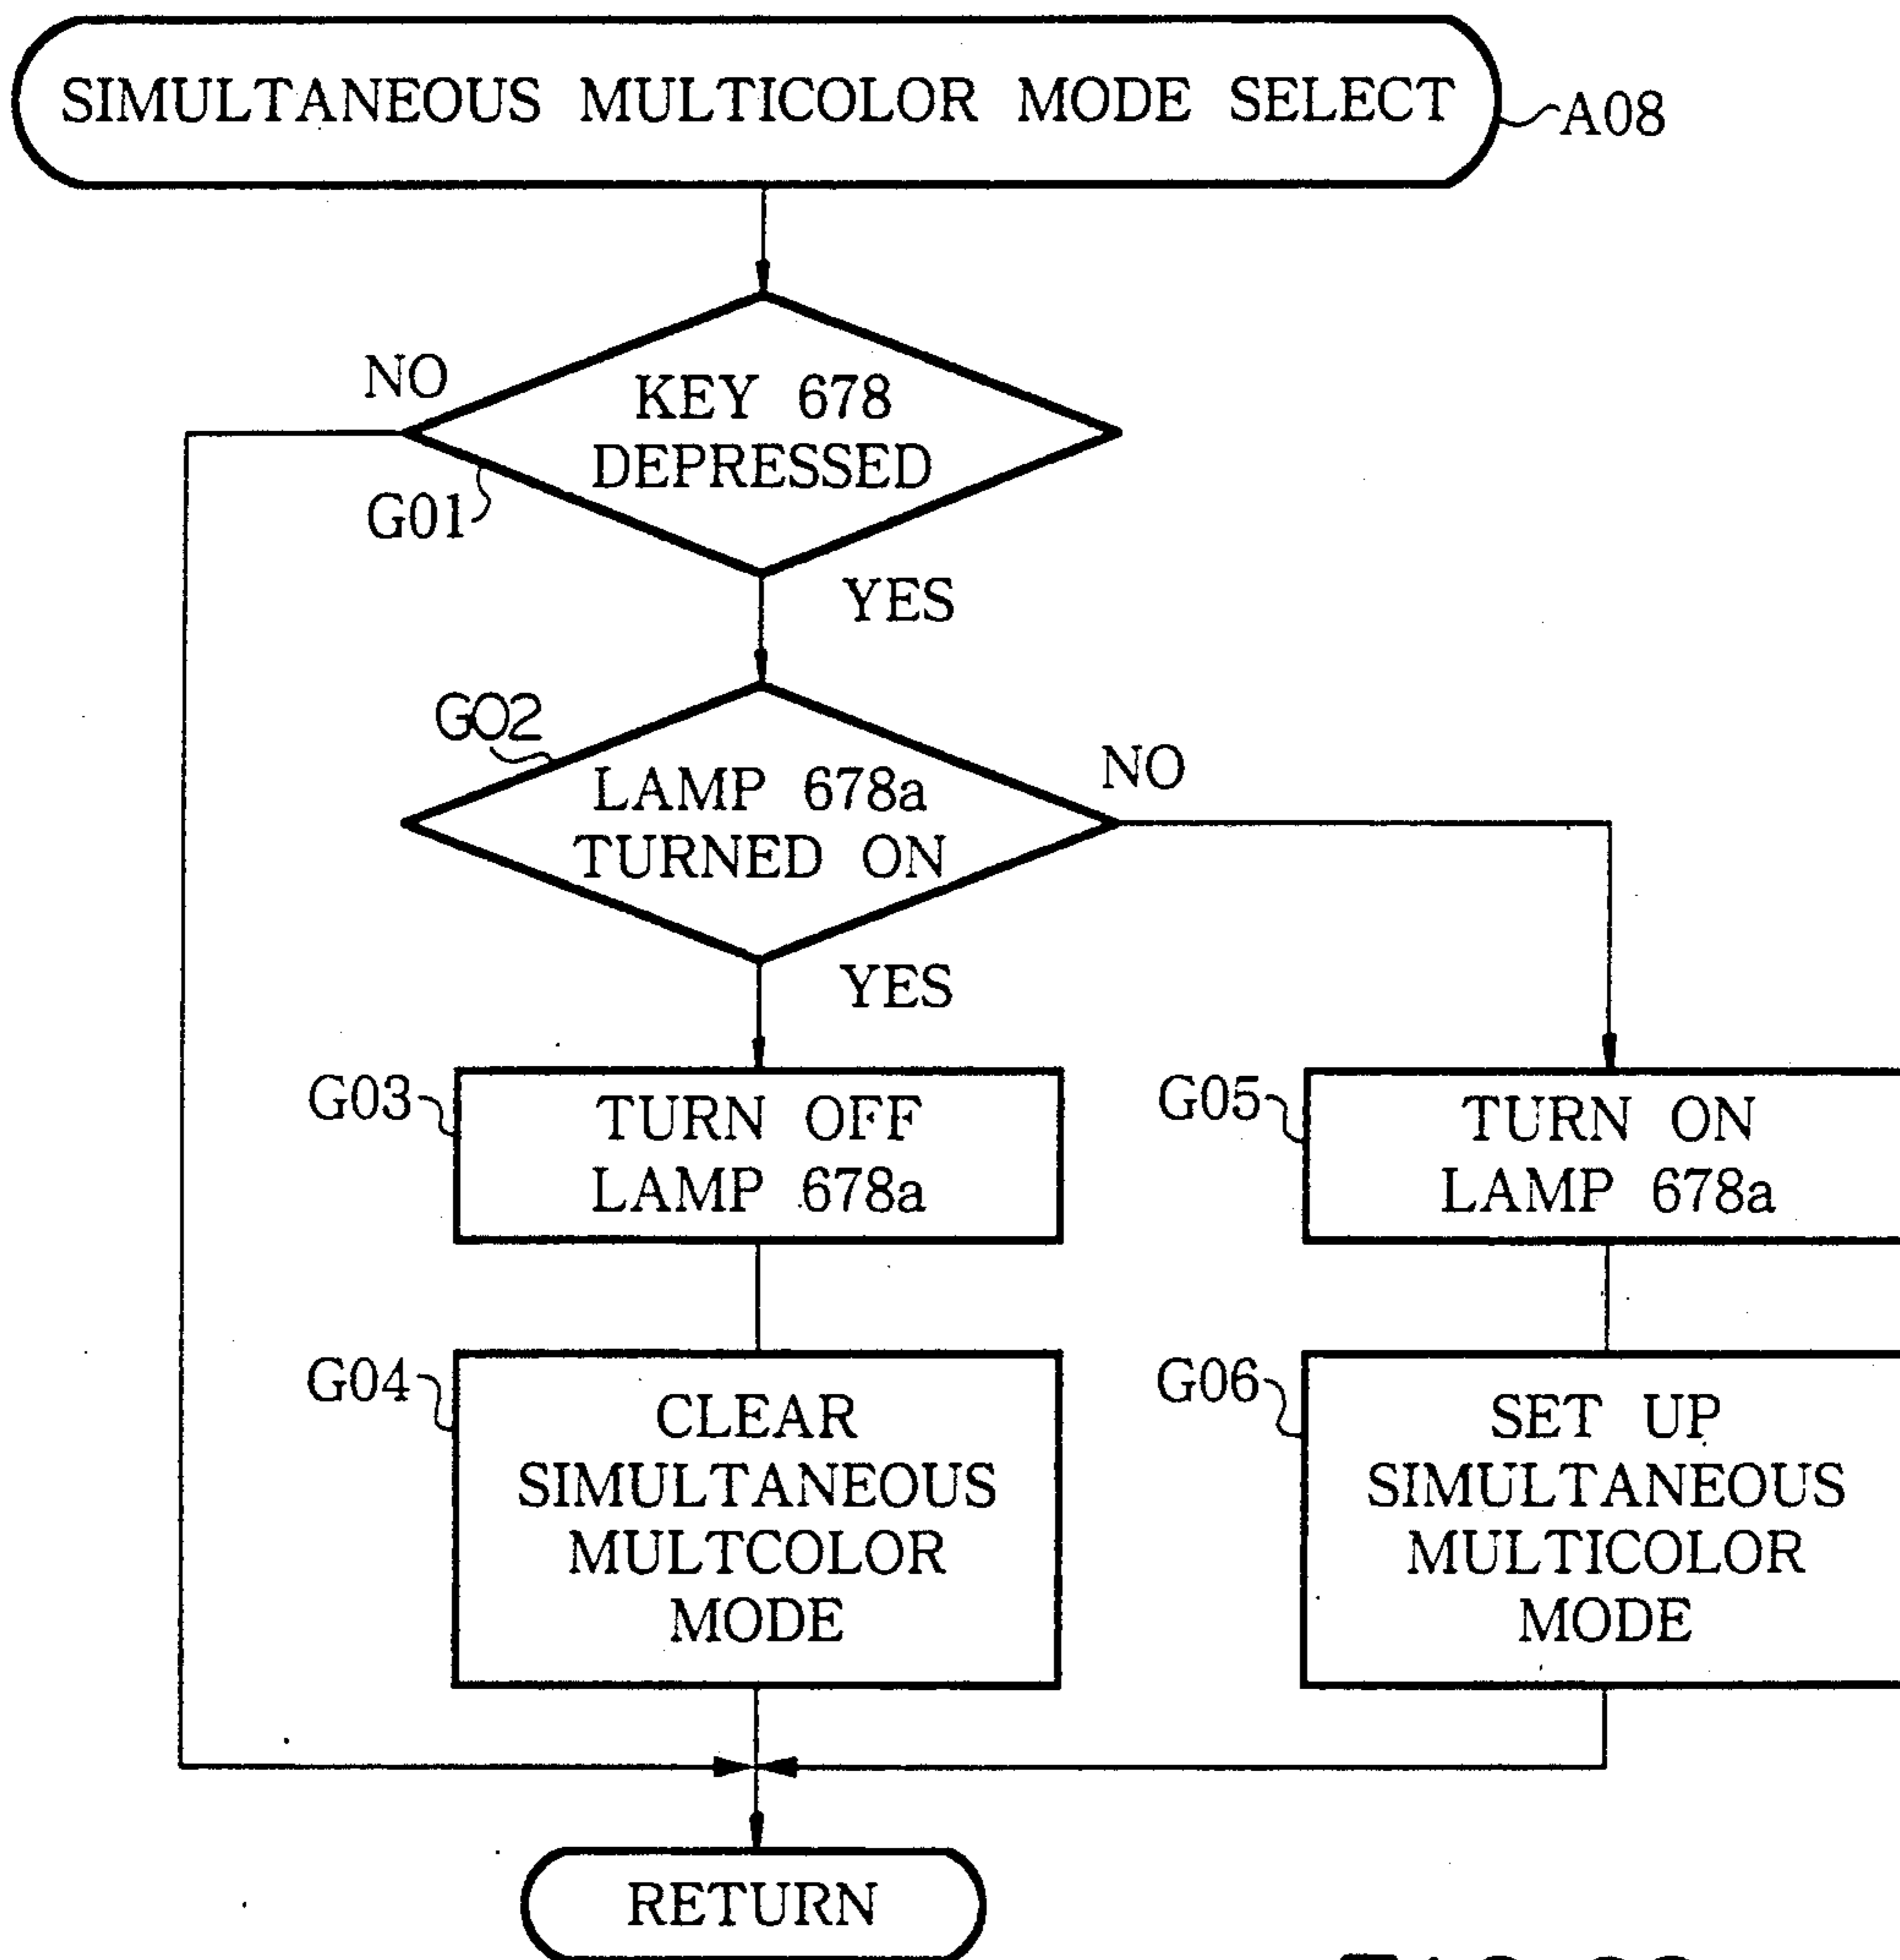 SIMULTANEOUS MULTICOLOR MODE SELECT
A08
NO
KEY 678
DEPRESSED
G01
YES
G02
LAMP 678a
TURNED ON
NO
YES
G03
TURN OFF
LAMP 678a
G05
TURN ON
LAMP 678a
G04
CLEAR
SIMULTANEOUS
MULTCOLOR
MODE
G06
SET UP
SIMULTANEOUS
MULTICOLOR
MODE
RETURN